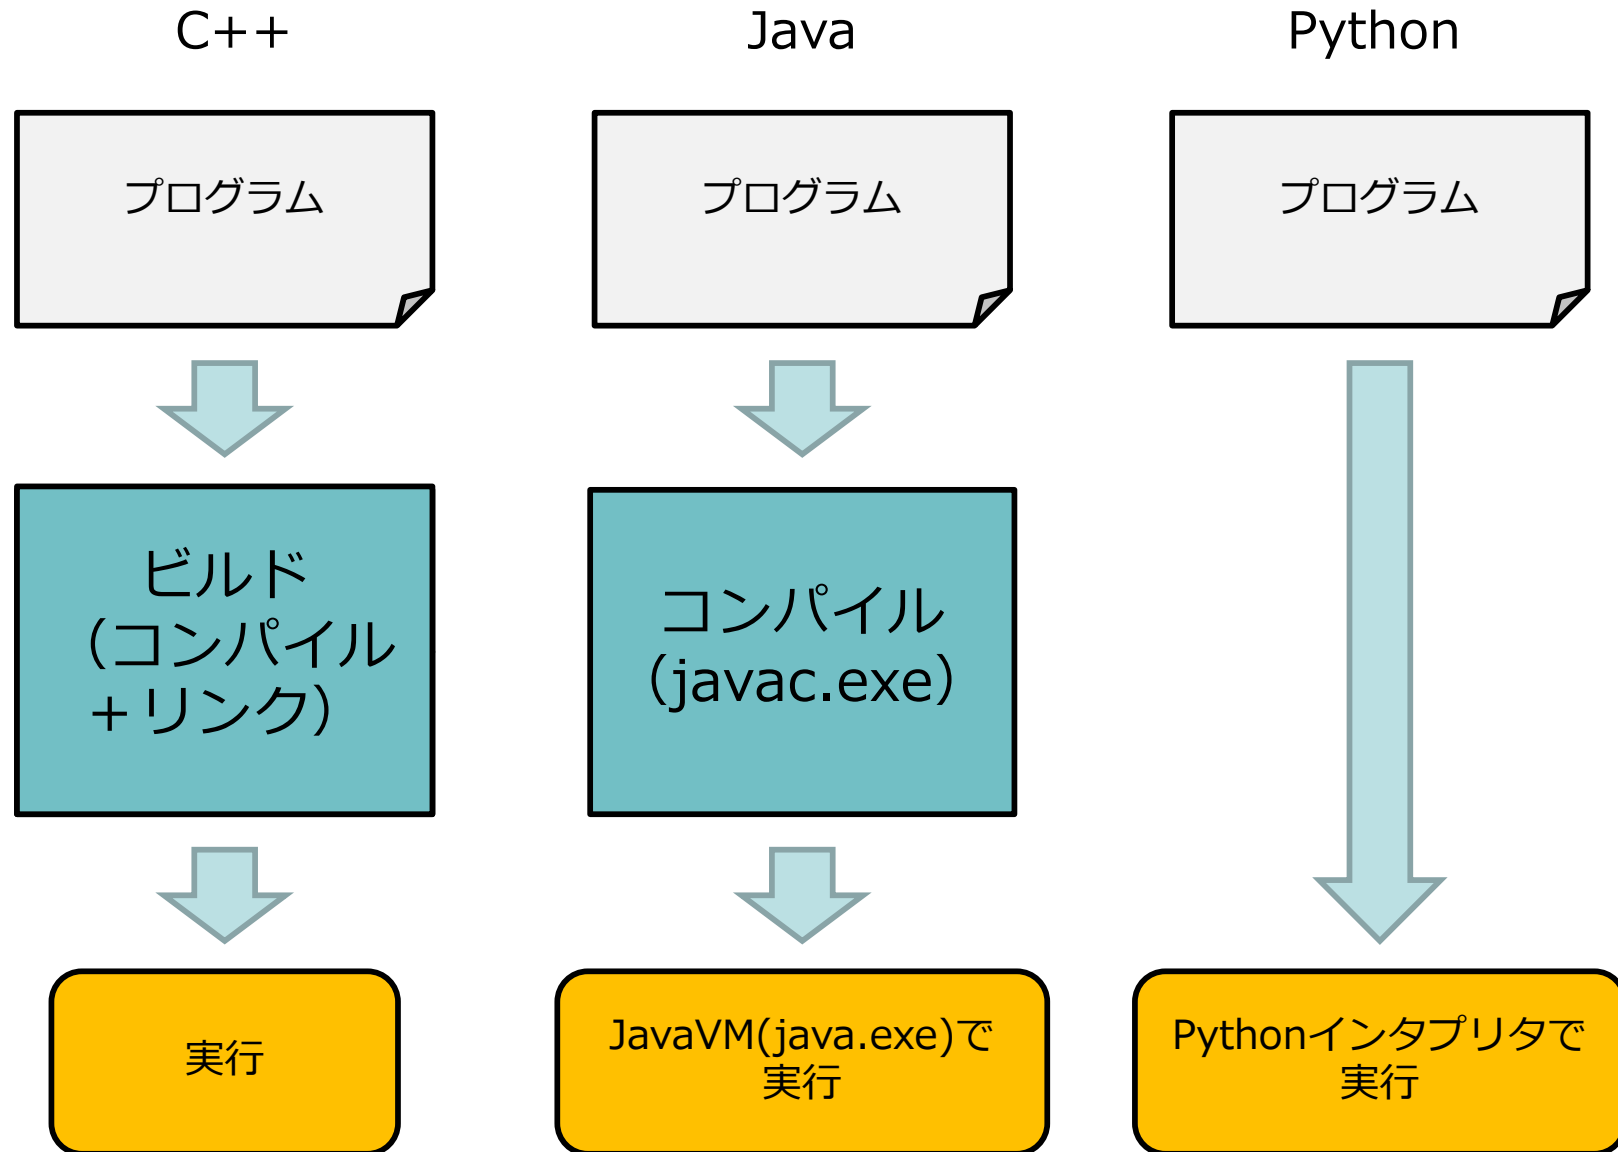 C++
Java
Python
プログラム
プログラム
プログラム
ビルド
（コンパイル
+リンク）
コンパイル
（javac.exe）
実行
JavaVM(java.exe)で
実行
Pythonインタプリタで
実行